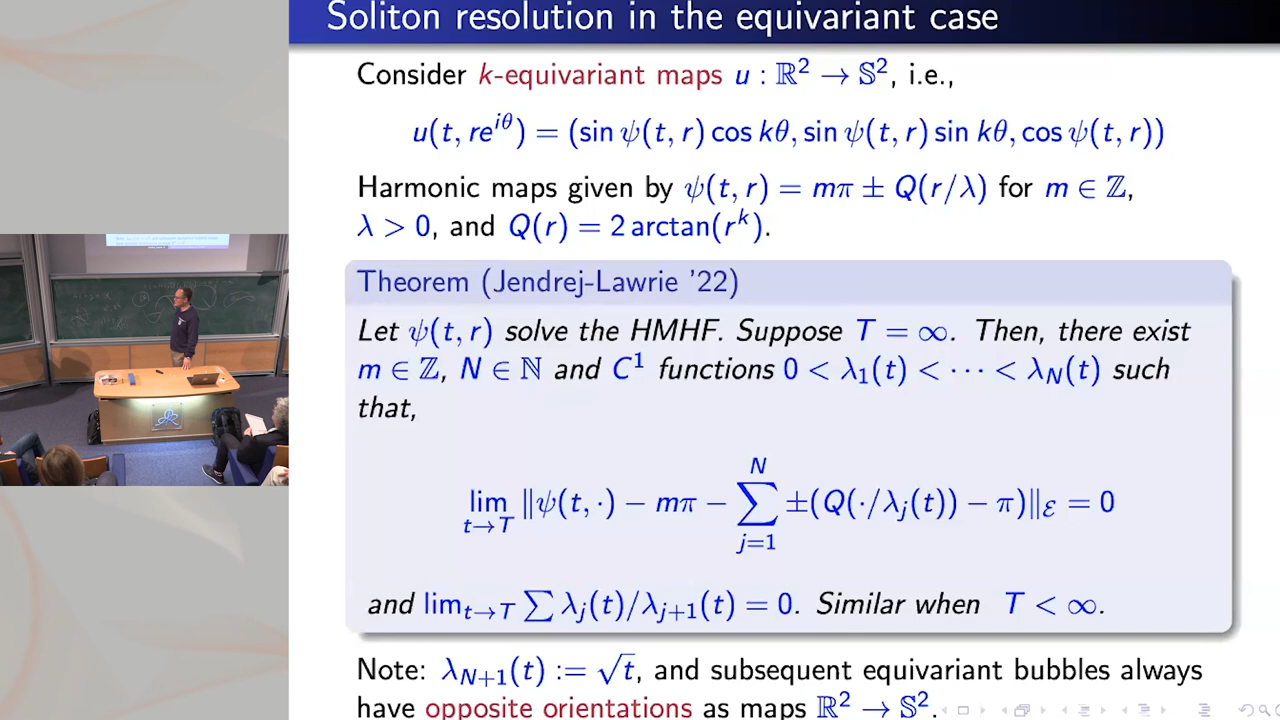 Soliton resolution in the equivariant case
Consider k-equivariant maps u : ℝ² → 𝕊², i.e.,
u(t, re^{iθ}) = (sin ψ(t, r) cos kθ, sin ψ(t, r) sin kθ, cos ψ(t, r))
Harmonic maps given by ψ(t, r) = mπ ± Q(r/λ) for m ∈ ℤ,
λ > 0, and Q(r) = 2 arctan(r^k).
Theorem (Jendrej-Lawrie '22)
Let ψ(t, r) solve the HMHF. Suppose T = ∞. Then, there exist
m ∈ ℤ, N ∈ ℕ and C¹ functions 0 < λ₁(t) < ⋯ < λ_N(t) such
that,
lim_{t→T} ‖ψ(t, ·) − mπ − ∑_{j=1}^{N} ±(Q(·/λ_j(t)) − π)‖_ℰ = 0
and lim_{t→T} ∑ λ_j(t)/λ_{j+1}(t) = 0. Similar when T < ∞.
Note: λ_{N+1}(t) := √t, and subsequent equivariant bubbles always
have opposite orientations as maps ℝ² → 𝕊².